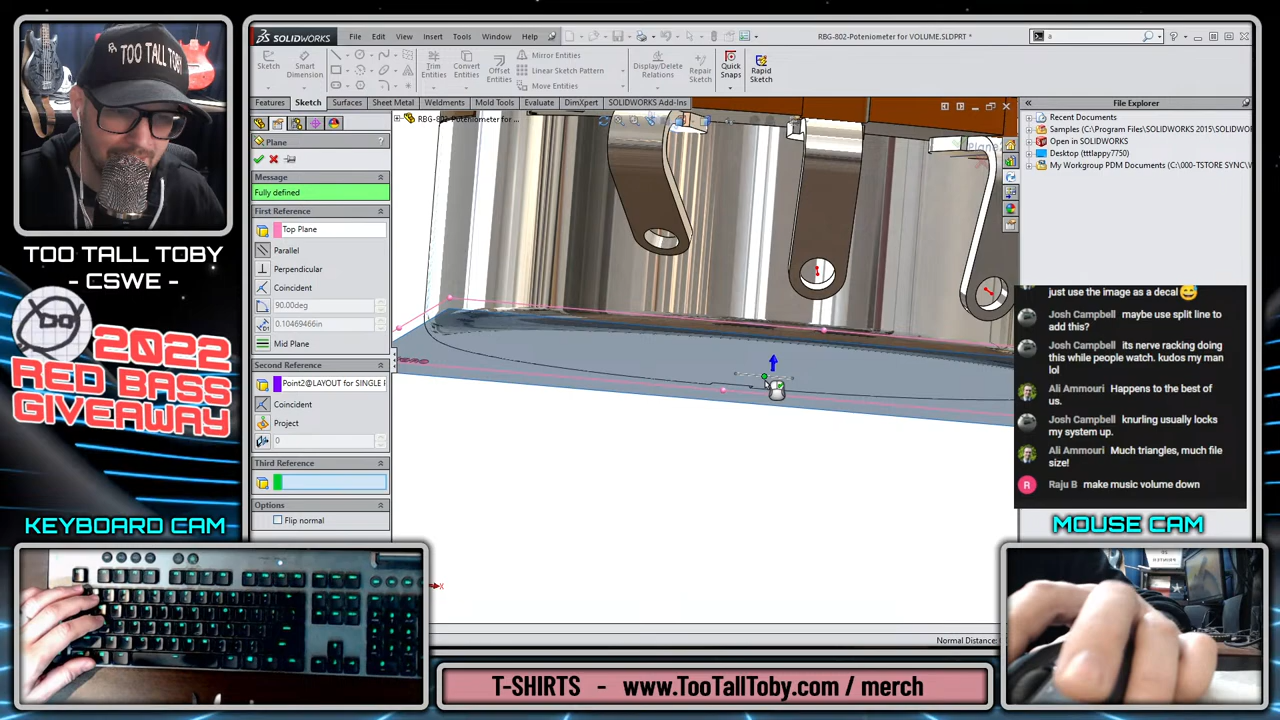 TOO TALL TOBY
TOO TALL TOBY
- CSWE -
2022
RED BASS
GIVEAWAY
KEYBOARD CAM
SOLIDWORKS
File
Edit
View
Insert
Tools
Window
Help
RBG-802-Poteniometer for VOLUME.SLDPRT *
a
Sketch
Smart
Dimension
Trim
Entities
Convert
Entities
Offset
Entities
Mirror Entities
Linear Sketch Pattern
Move Entities
Display/Delete
Relations
Repair
Sketch
Quick
Snaps
Rapid
Sketch
Features
Sketch
Surfaces
Sheet Metal
Weldments
Mold Tools
Evaluate
DimXpert
SOLIDWORKS Add-Ins
RBG-802-Poteniometer for ...
Plane
?
Message
Fully defined
First Reference
Top Plane
Parallel
Perpendicular
Coincident
90.00deg
0.10469466in
Mid Plane
Second Reference
Point2@LAYOUT for SINGLE
Coincident
Project
0
Third Reference
Options
Flip normal
X
Normal Distance:
File Explorer
Recent Documents
Samples (C:\Program Files\SOLIDWORKS 2015\SOLIDWO
Open in SOLIDWORKS
Desktop (tttlappy7750)
My Workgroup PDM Documents (C:\000-TSTORE SYNC\W
just use the image as a decal😅
Josh Campbell maybe use split line to
add this?
Josh Campbell its nerve racking doing
this while people watch. kudos my man
lol
Ali Ammouri Happens to the best of
us.
Josh Campbell knurling usually locks
my system up.
Ali Ammouri Much triangles, much file
size!
R Raju B make music volume down
MOUSE CAM
T-SHIRTS - www.TooTallToby.com / merch